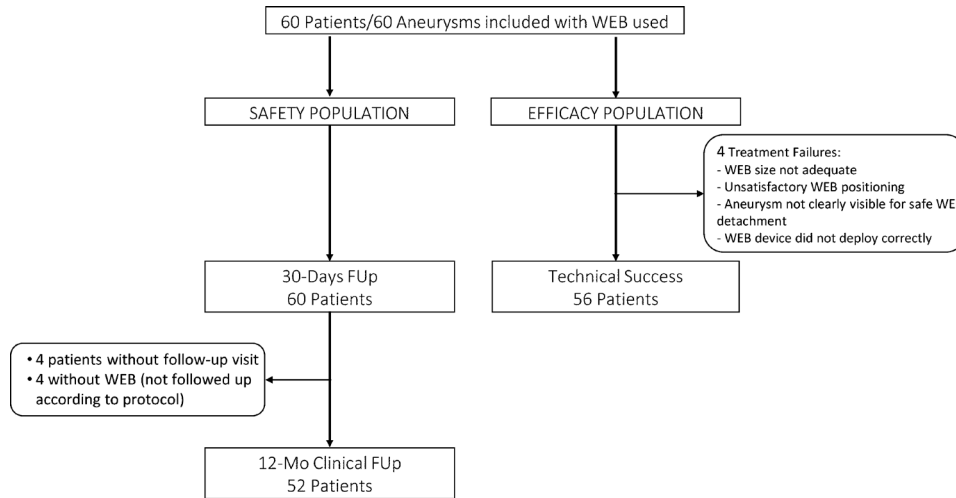 60 Patients/60 Aneurysms included with WEB used
SAFETY POPULATION
EFFICACY POPULATION
4 Treatment Failures:
- WEB size not adequate
- Unsatisfactory WEB positioning
- Aneurysm not clearly visible for safe WE
detachment
- WEB device did not deploy correctly
30-Days FUp
60 Patients
Technical Success
56 Patients
• 4 patients without follow-up visit
• 4 without WEB (not followed up
according to protocol)
12-Mo Clinical FUp
52 Patients